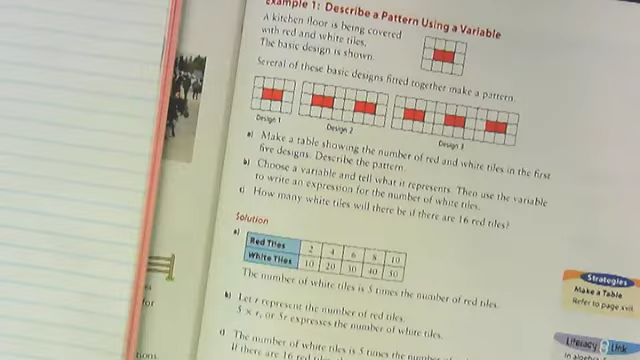 Example 1: Describe a Pattern Using a Variable
A kitchen floor is being covered
with red and white tiles.
The basic design is shown.
Several of these basic designs fitted together make a pattern.
Design 1
Design 2
Design 3
a) Make a table showing the number of red and white tiles in the first
five designs. Describe the pattern.
b) Choose a variable and tell what it represents. Then use the variable
to write an expression for the number of white tiles.
c) How many white tiles will there be if there are 16 red tiles?
Solution
a)
Red Tiles 2 4 6 8 10
White Tiles 10 20 30 40 50
The number of white tiles is 5 times the number of red tiles.
b) Let r represent the number of red tiles.
5 × r, or 5r expresses the number of white tiles.
c) The number of white tiles is 5 times the number
If there are 16 red
Strategies
Make a Table
Refer to page xvii
Literacy Link
In algebra
for